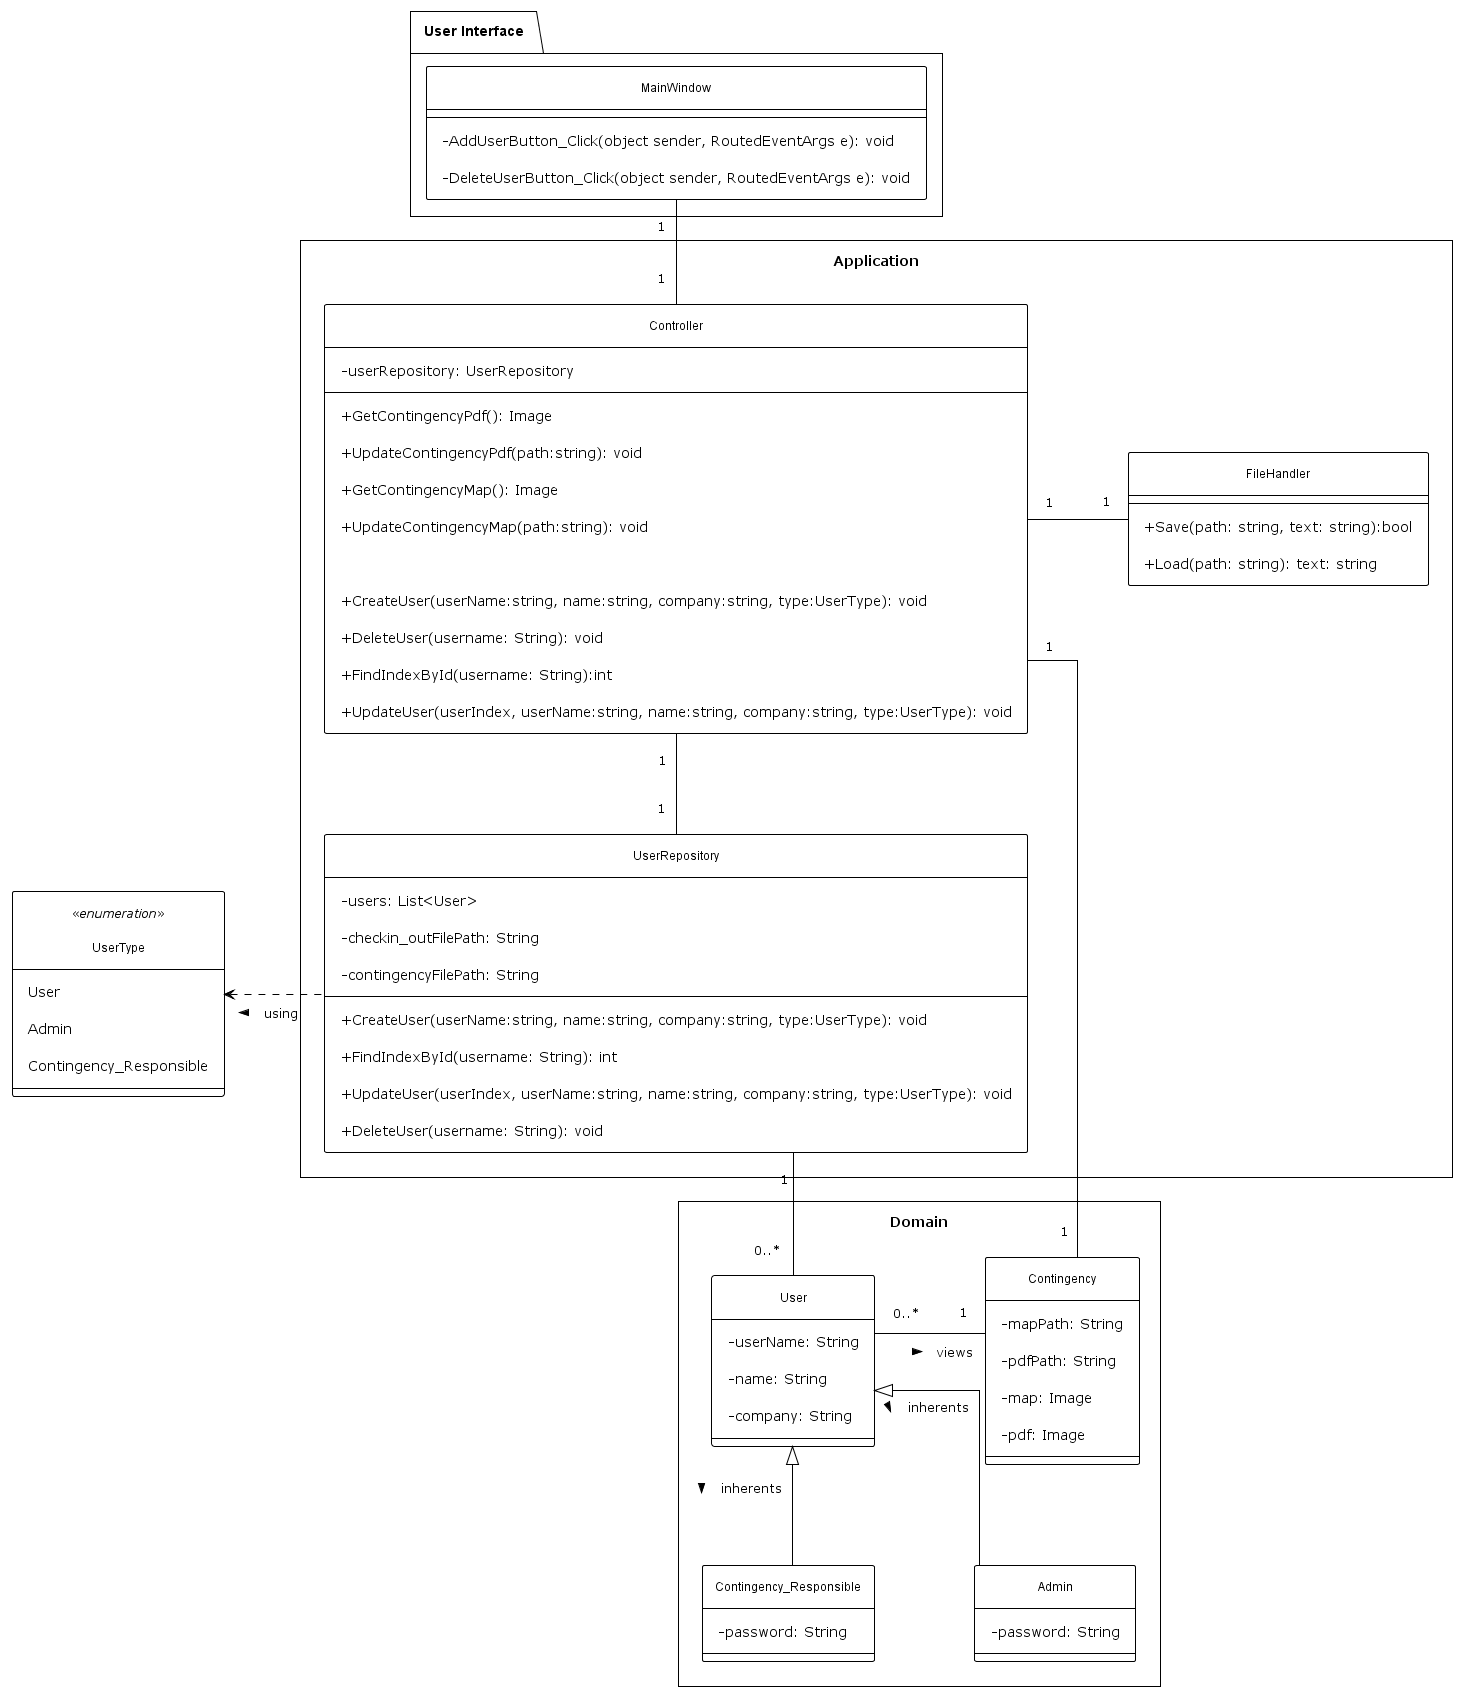 User Interface
MainWindow
-AddUserButton_Click(object sender, RoutedEventArgs e): void
-DeleteUserButton_Click(object sender, RoutedEventArgs e): void
1
Application
1
Controller
-userRepository: UserRepository
+GetContingencyPdf(): Image
+UpdateContingencyPdf(path:string): void
+GetContingencyMap(): Image
+UpdateContingencyMap(path:string): void
+CreateUser(userName:string, name:string, company:string, type:UserType): void
+DeleteUser(username: String): void
+FindIndexById(username: String):int
+UpdateUser(userIndex, userName:string, name:string, company:string, type:UserType): void
1 1
FileHandler
+Save(path: string, text: string):bool
+Load(path: string): text: string
1
1
1
UserRepository
-users: List<User>
-checkin_outFilePath: String
-contingencyFilePath: String
+CreateUser(userName:string, name:string, company:string, type:UserType): void
+FindIndexById(username: String): int
+UpdateUser(userIndex, userName:string, name:string, company:string, type:UserType): void
+DeleteUser(username: String): void
«enumeration»
UserType
User
Admin
Contingency_Responsible
using
1
Domain
0..*
1
User
-userName: String
-name: String
-company: String
0..* 1
views
Contingency
-mapPath: String
-pdfPath: String
-map: Image
-pdf: Image
inherents
inherents
Contingency_Responsible
-password: String
Admin
-password: String